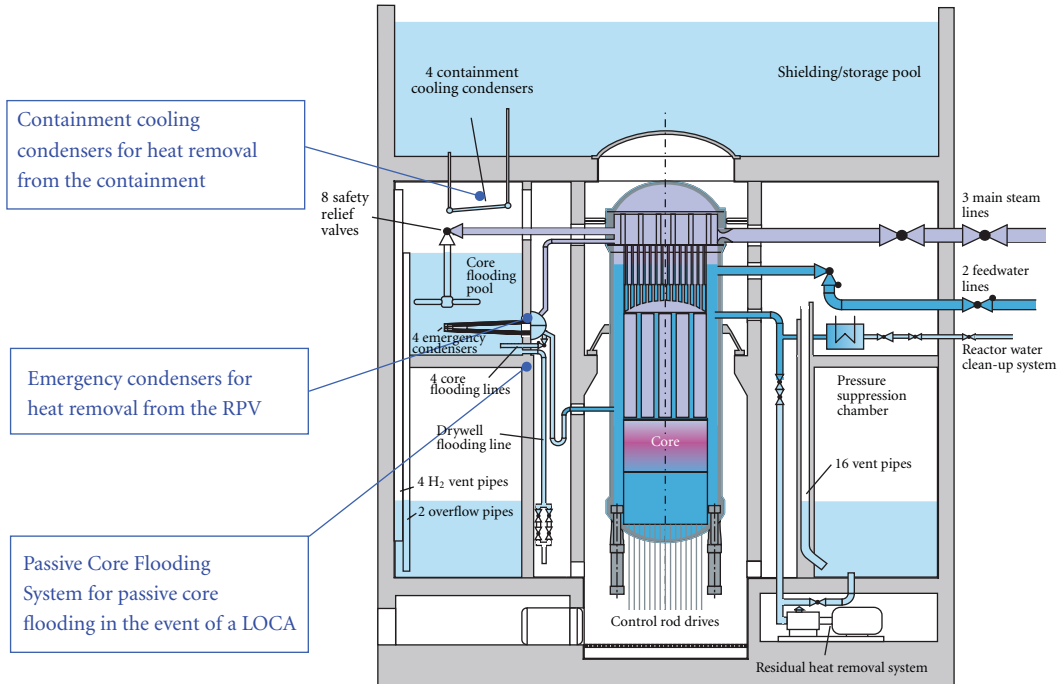 4 containment
cooling condensers
Shielding/storage pool
Containment cooling
condensers for heat removal
from the containment
8 safety
relief
valves
3 main steam
lines
Core
flooding
pool
2 feedwater
lines
4 emergency
condensers
Reactor water
clean-up system
Emergency condensers for
heat removal from the RPV
4 core
flooding lines
Pressure
suppression
chamber
Drywell
flooding line
Core
16 vent pipes
4 H₂ vent pipes
2 overflow pipes
Passive Core Flooding
System for passive core
flooding in the event of a LOCA
Control rod drives
Residual heat removal system